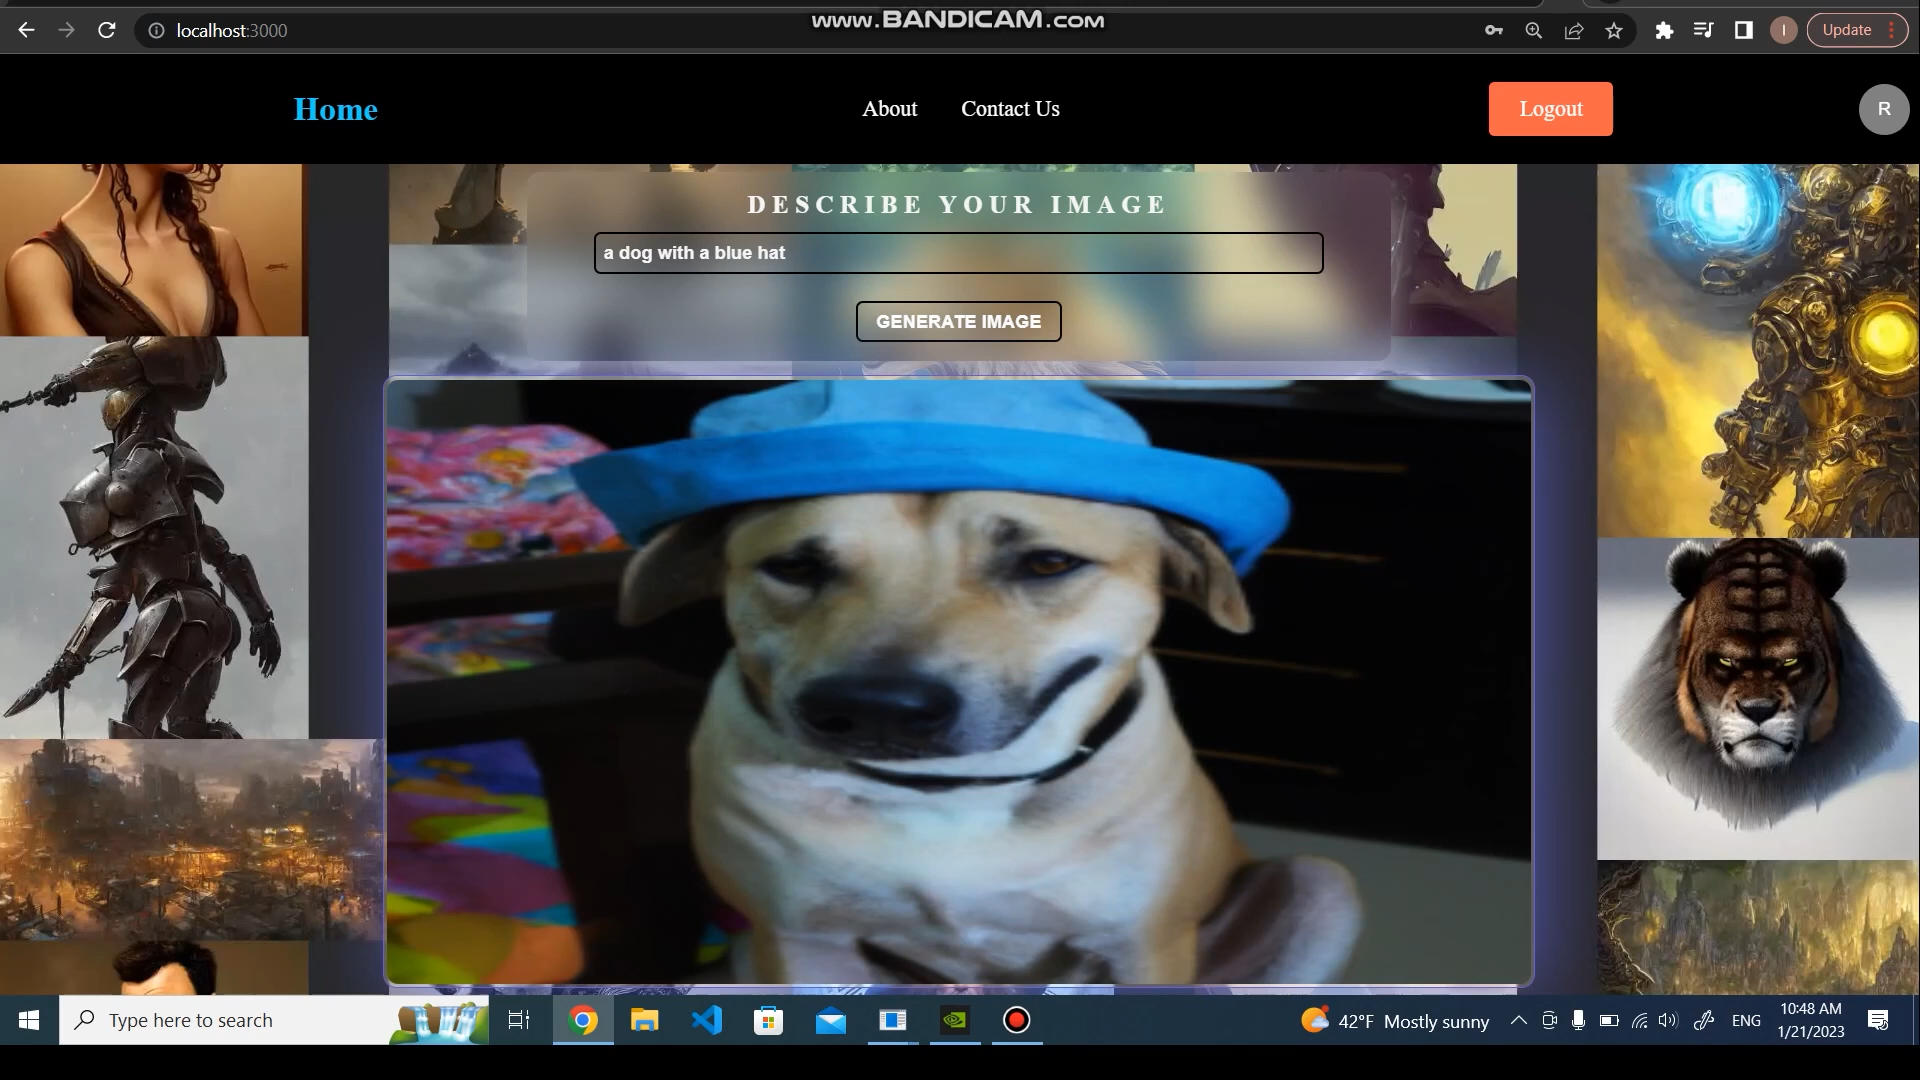 www.BANDICAM.com
localhost:3000
I
Update
Home
About
Contact Us
Logout
R
DESCRIBE YOUR IMAGE
a dog with a blue hat
GENERATE IMAGE
Type here to search
42°F Mostly sunny
ENG
10:48 AM
1/21/2023